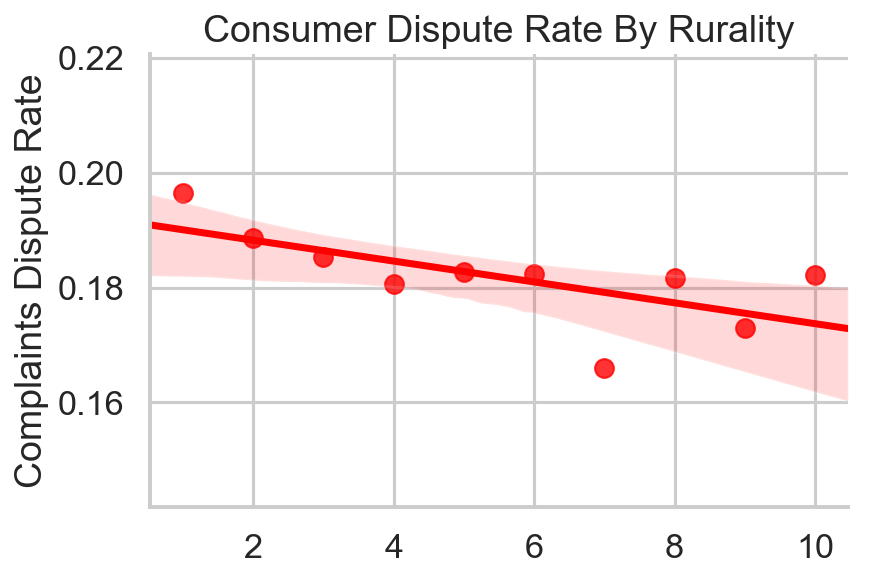 Consumer Dispute Rate By Rurality
Complaints Dispute Rate
0.22
0.20
0.18
0.16
2 4 6 8 10